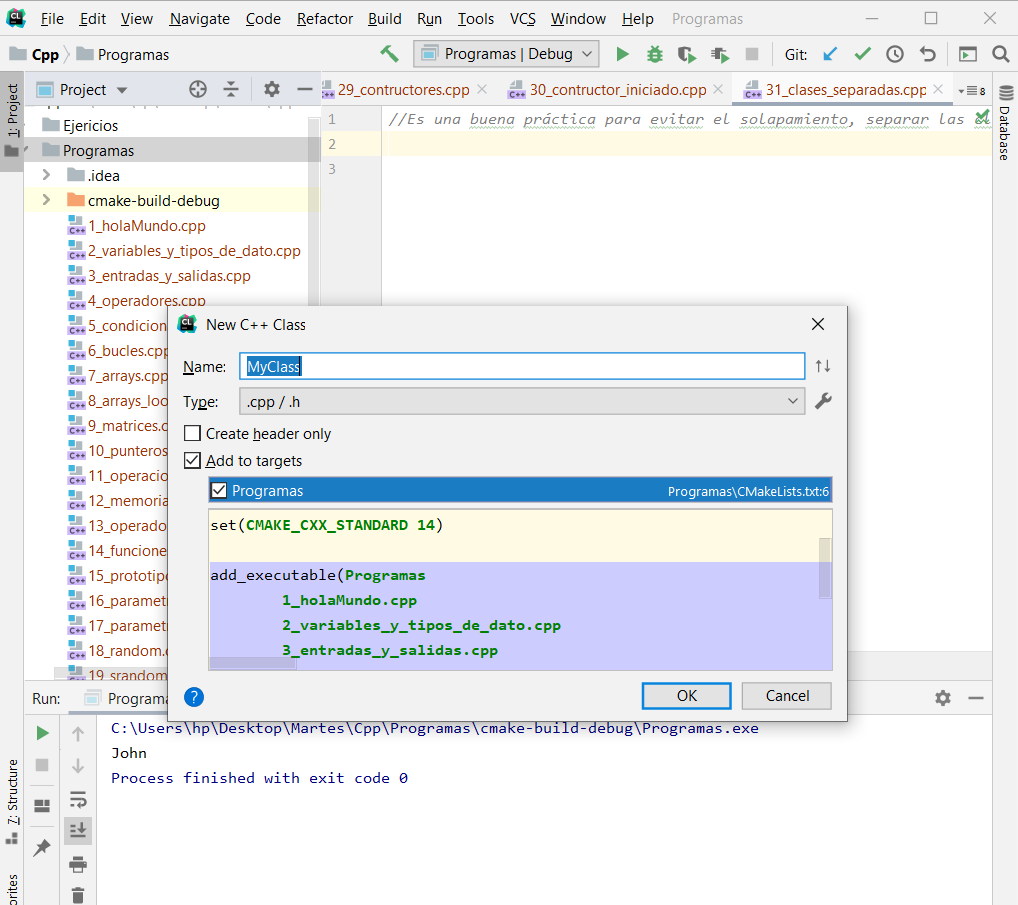 File Edit View Navigate Code Refactor Build Run Tools VCS Window Help Programas
Cpp Programas
Programas | Debug
Git:
1: Project
Project
29_contructores.cpp
30_contructor_iniciado.cpp
31_clases_separadas.cpp
8
Database
Ejericios
Programas
.idea
cmake-build-debug
1_holaMundo.cpp
2_variables_y_tipos_de_dato.cpp
3_entradas_y_salidas.cpp
4_operadores.cpp
5_condicion
6_bucles.cpp
7_arrays.cpp
8_arrays_loo
9_matrices.c
10_punteros
11_operacio
12_memoria
13_operado
14_funcione
15_prototipo
16_paramet
17_paramet
18_random.
19_srandom
1 //Es una buena práctica para evitar el solapamiento, separar las
2
3
New C++ Class
Name: MyClass
Type: .cpp / .h
Create header only
Add to targets
Programas Programas\CMakeLists.txt:6
set(CMAKE_CXX_STANDARD 14)
add_executable(Programas
1_holaMundo.cpp
2_variables_y_tipos_de_dato.cpp
3_entradas_y_salidas.cpp
?
OK
Cancel
Run: Programa
C:\Users\hp\Desktop\Martes\Cpp\Programas\cmake-build-debug\Programas.exe
John
Process finished with exit code 0
7: Structure
orites